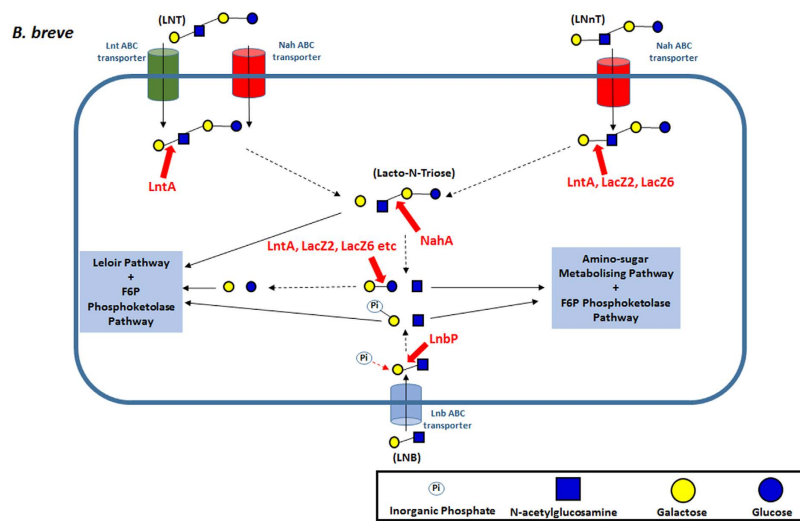 B. breve
(LNT)
Lnt ABC
transporter
Nah ABC
transporter
(LNnT)
Nah ABC
transporter
LntA
(Lacto-N-Triose)
LntA, LacZ2, LacZ6
NahA
LntA, LacZ2, LacZ6 etc
Leloir Pathway
+
F6P
Phosphoketolase
Pathway
Amino-sugar
Metabolising Pathway
+
F6P Phosphoketolase
Pathway
Pi
LnbP
Pi
Lnb ABC
transporter
(LNB)
Pi
Inorganic Phosphate
N-acetylglucosamine
Galactose
Glucose